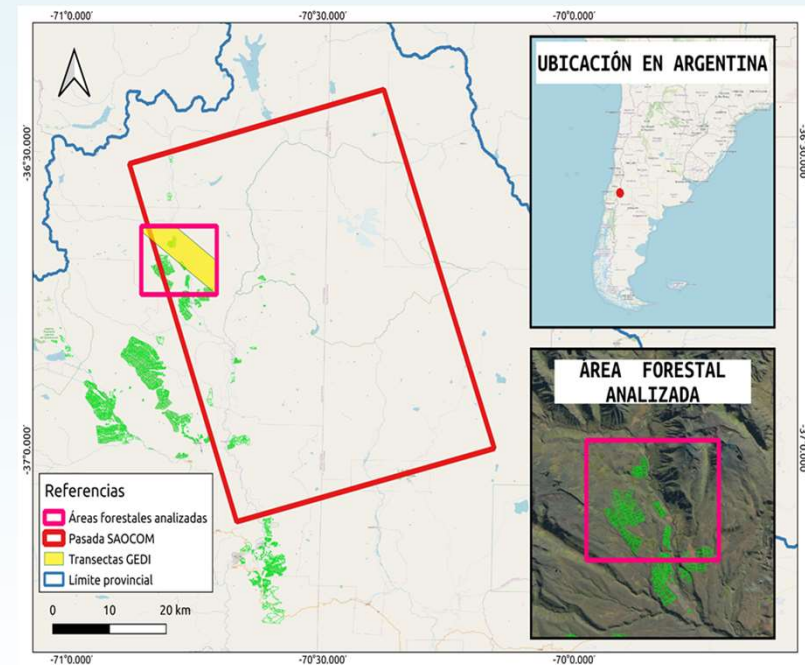 -71°0.000′
-70°30.000′
-70°0.000′
-36°30.000′
-36°30.000′
UBICACIÓN EN ARGENTINA
ÁREA FORESTAL
ANALIZADA
-37°0.000′
-37°0.000′
Referencias
Áreas forestales analizadas
Pasada SAOCOM
Transectas GEDI
Límite provincial
0 10 20 km
-71°0.000′
-70°30.000′
-70°0.000′